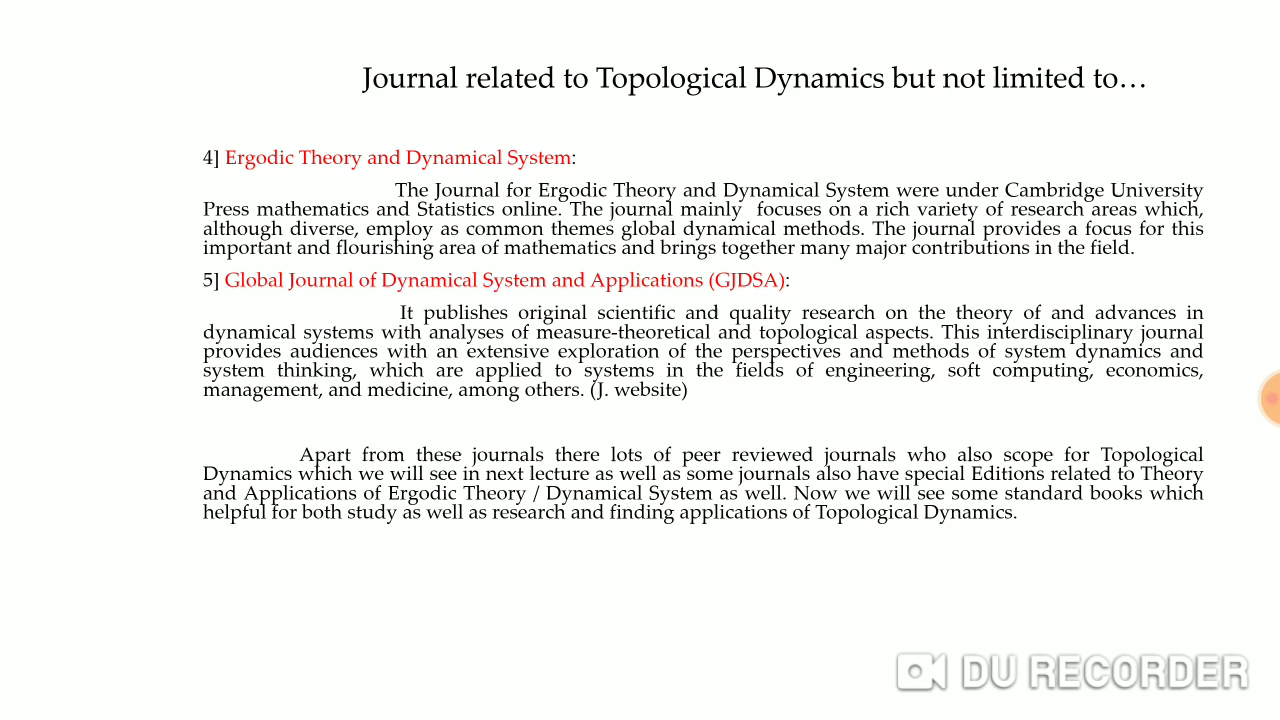 Journal related to Topological Dynamics but not limited to…
4] Ergodic Theory and Dynamical System:
The Journal for Ergodic Theory and Dynamical System were under Cambridge University
Press mathematics and Statistics online. The journal mainly focuses on a rich variety of research areas which,
although diverse, employ as common themes global dynamical methods. The journal provides a focus for this
important and flourishing area of mathematics and brings together many major contributions in the field.
5] Global Journal of Dynamical System and Applications (GJDSA):
It publishes original scientific and quality research on the theory of and advances in
dynamical systems with analyses of measure-theoretical and topological aspects. This interdisciplinary journal
provides audiences with an extensive exploration of the perspectives and methods of system dynamics and
system thinking, which are applied to systems in the fields of engineering, soft computing, economics,
management, and medicine, among others. (J. website)
Apart from these journals there lots of peer reviewed journals who also scope for Topological
Dynamics which we will see in next lecture as well as some journals also have special Editions related to Theory
and Applications of Ergodic Theory / Dynamical System as well. Now we will see some standard books which
helpful for both study as well as research and finding applications of Topological Dynamics.
DU RECORDER